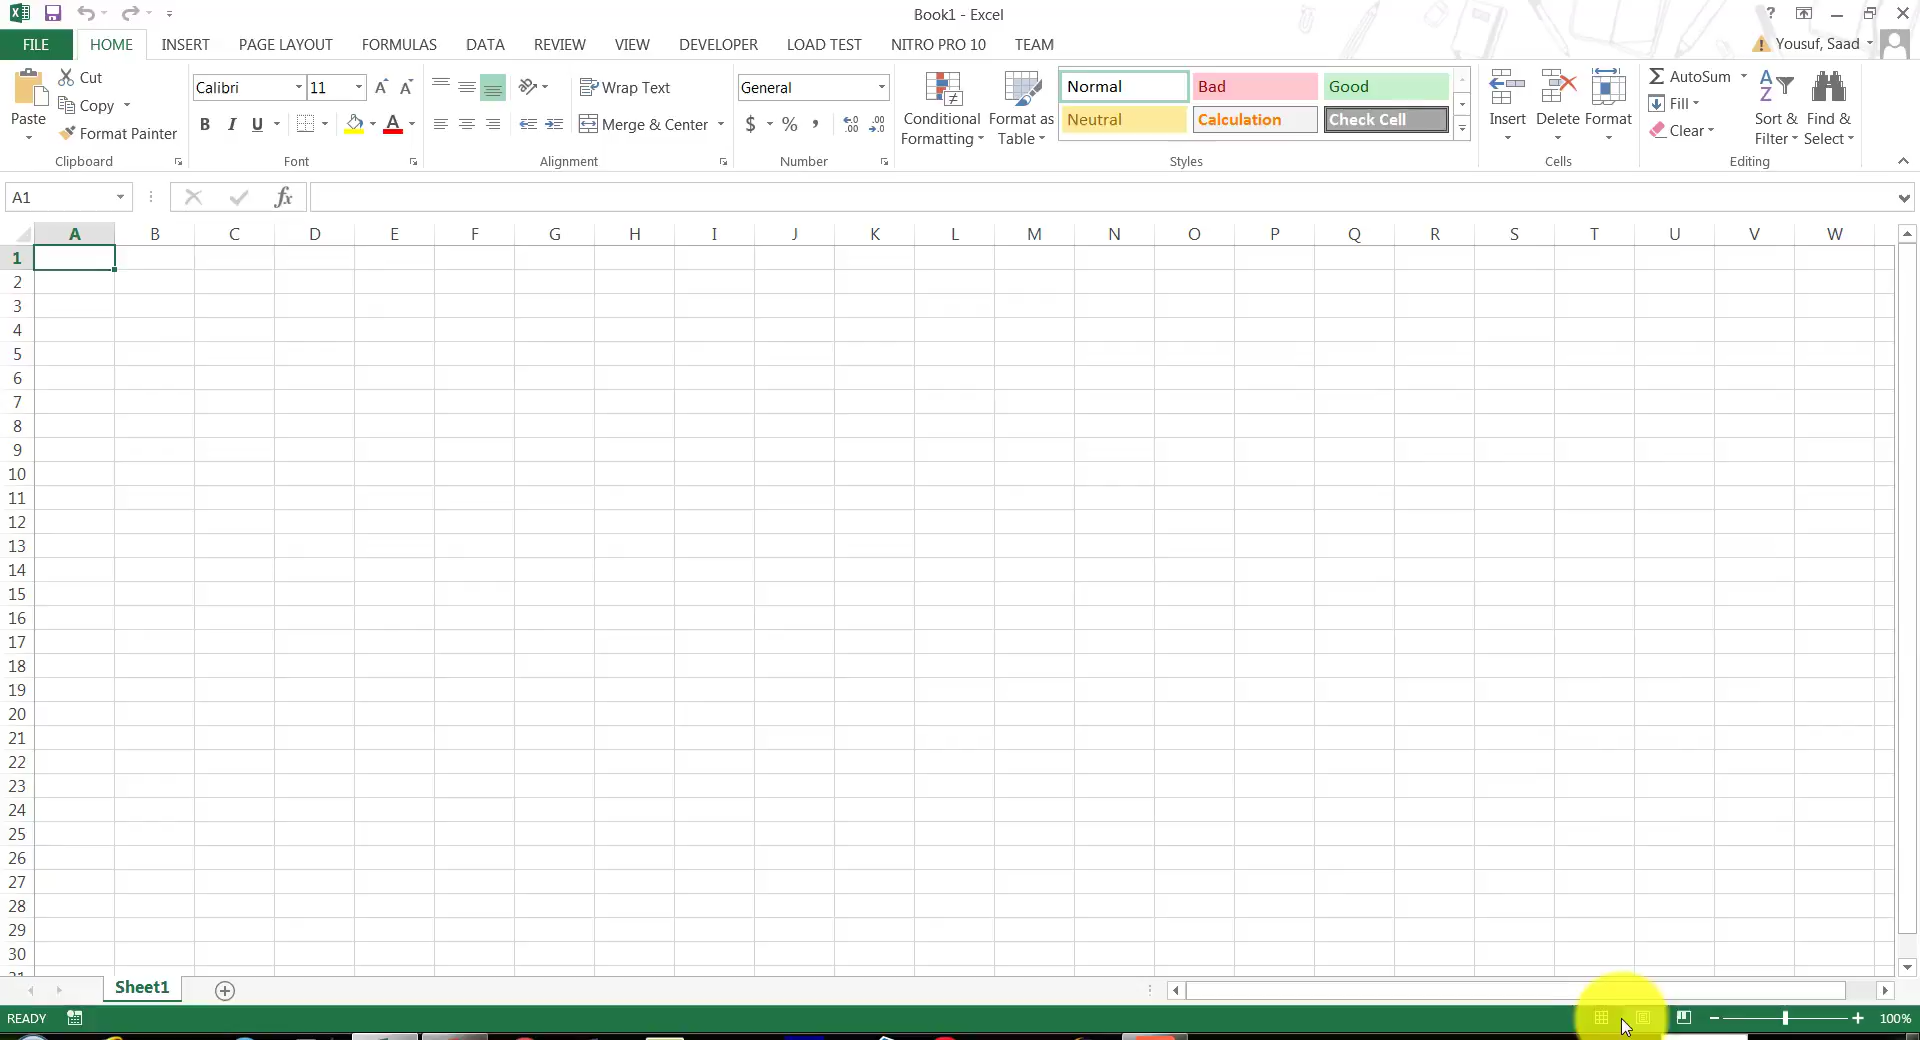 Book1 - Excel
?
FILE HOME INSERT PAGE LAYOUT FORMULAS DATA REVIEW VIEW DEVELOPER LOAD TEST NITRO PRO 10 TEAM Yousuf, Saad
Paste
Cut
Copy
Format Painter
Clipboard
Calibri 11 A A
B I U A
Font
Wrap Text
Merge & Center
Alignment
General
$ % ,
Number
Conditional
Formatting
Format as
Table
Normal Bad Good
Neutral Calculation Check Cell
Styles
Insert Delete Format
Cells
AutoSum
Fill
Clear
Sort &
Filter
Find &
Select
Editing
A1 fx
A B C D E F G H I J K L M N O P Q R S T U V W
1
2
3
4
5
6
7
8
9
10
11
12
13
14
15
16
17
18
19
20
21
22
23
24
25
26
27
28
29
30
Sheet1
READY 100%